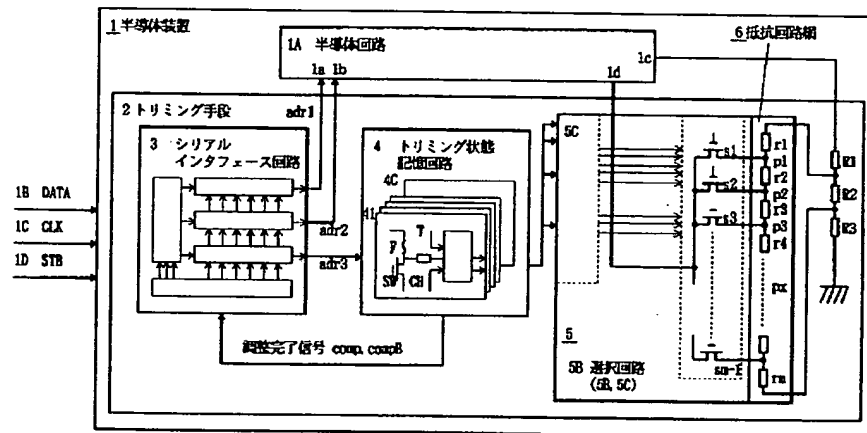 1 半導体装置
1A 半導体回路
1a 1b
1c
1d
6 抵抗回路網
2 トリミング手段
adr1
3 シリアル
インタフェース回路
4 トリミング状態
記憶回路
4C
41
5C
s1
s2
s3
r1
p1
r2
p2
r3
p3
r4
px
R1
R2
R3
1B DATA
1C CLK
1D STB
adr2
adr3
F
T
SW
CH
調整完了信号 comp, compB
5
5B 選択回路
(5B, 5C)
rm